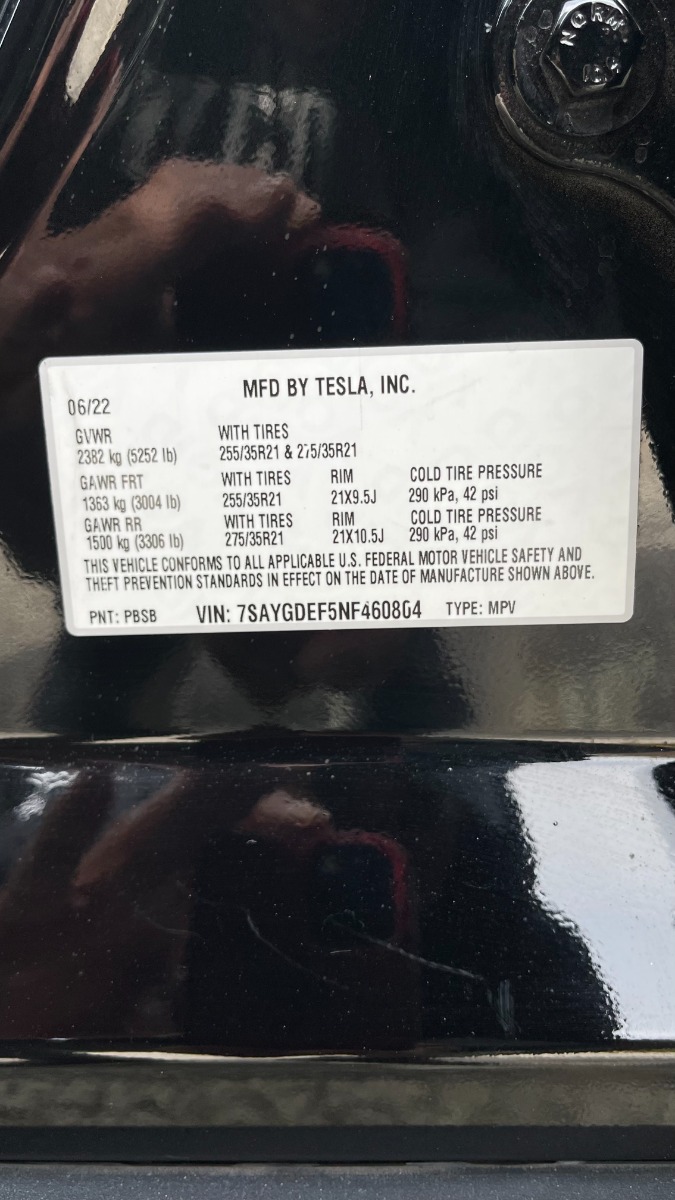 NORM
MFD BY TESLA, INC.
06/22
GVWR WITH TIRES
2382 kg (5252 lb) 255/35R21 & 275/35R21
GAWR FRT WITH TIRES RIM COLD TIRE PRESSURE
1363 kg (3004 lb) 255/35R21 21X9.5J 290 kPa, 42 psi
GAWR RR WITH TIRES RIM COLD TIRE PRESSURE
1500 kg (3306 lb) 275/35R21 21X10.5J 290 kPa, 42 psi
THIS VEHICLE CONFORMS TO ALL APPLICABLE U.S. FEDERAL MOTOR VEHICLE SAFETY AND
THEFT PREVENTION STANDARDS IN EFFECT ON THE DATE OF MANUFACTURE SHOWN ABOVE.
PNT: PBSB VIN: 7SAYGDEF5NF460804 TYPE: MPV